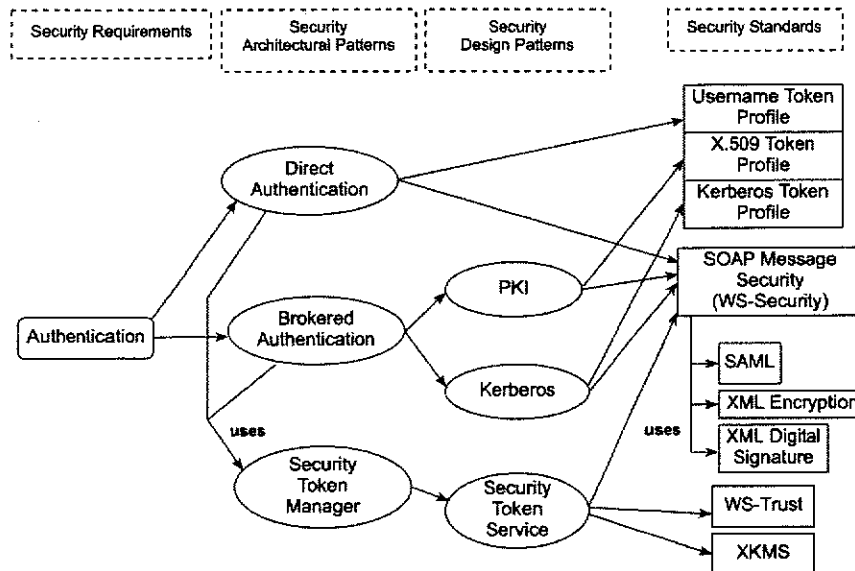 Security Requirements
Security
Architectural Patterns
Security
Design Patterns
Security Standards
Username Token
Profile
X.509 Token
Profile
Kerberos Token
Profile
Direct
Authentication
SOAP Message
Security
(WS-Security)
PKI
Authentication
Brokered
Authentication
Kerberos
SAML
XML Encryption
XML Digital
Signature
uses
uses
Security
Token
Manager
Security
Token
Service
WS-Trust
XKMS